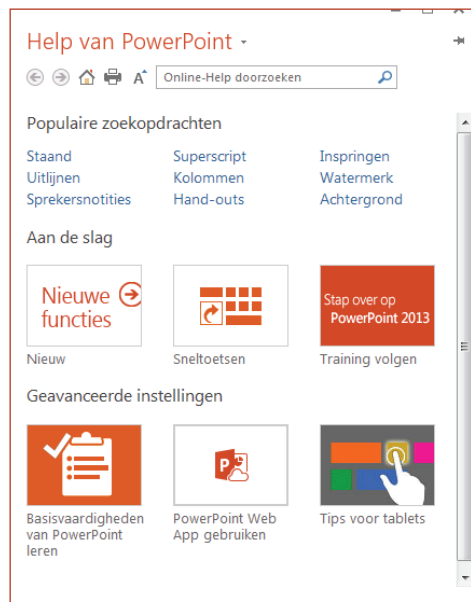 Help van PowerPoint
Online-Help doorzoeken
Populaire zoekopdrachten
Staand Superscript Inspringen
Uitlijnen Kolommen Watermerk
Sprekersnotities Hand-outs Achtergrond
Aan de slag
Nieuwe
functies
Stap over op
PowerPoint 2013
Nieuw Sneltoetsen Training volgen
Geavanceerde instellingen
P
Basisvaardigheden PowerPoint Web Tips voor tablets
van PowerPoint App gebruiken
leren